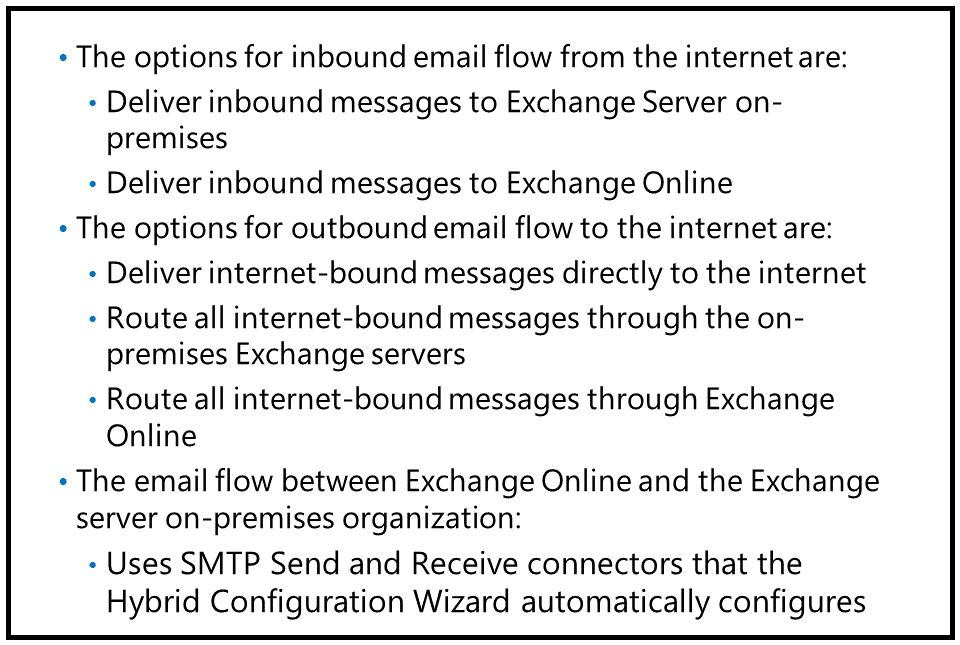 • The options for inbound email flow from the internet are:
• Deliver inbound messages to Exchange Server on-
premises
• Deliver inbound messages to Exchange Online
• The options for outbound email flow to the internet are:
• Deliver internet-bound messages directly to the internet
• Route all internet-bound messages through the on-
premises Exchange servers
• Route all internet-bound messages through Exchange
Online
• The email flow between Exchange Online and the Exchange
server on-premises organization:
• Uses SMTP Send and Receive connectors that the
Hybrid Configuration Wizard automatically configures